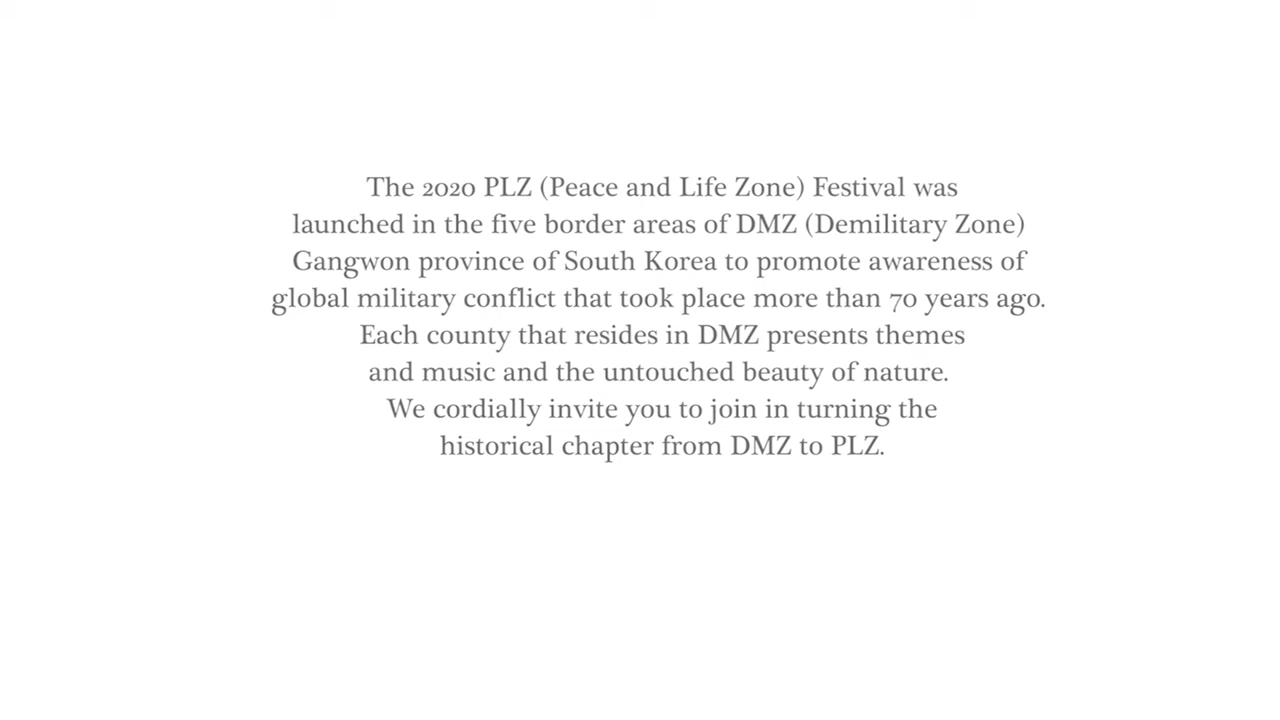 The 2020 PLZ (Peace and Life Zone) Festival was
launched in the five border areas of DMZ (Demilitary Zone)
Gangwon province of South Korea to promote awareness of
global military conflict that took place more than 70 years ago.
Each county that resides in DMZ presents themes
and music and the untouched beauty of nature.
We cordially invite you to join in turning the
historical chapter from DMZ to PLZ.